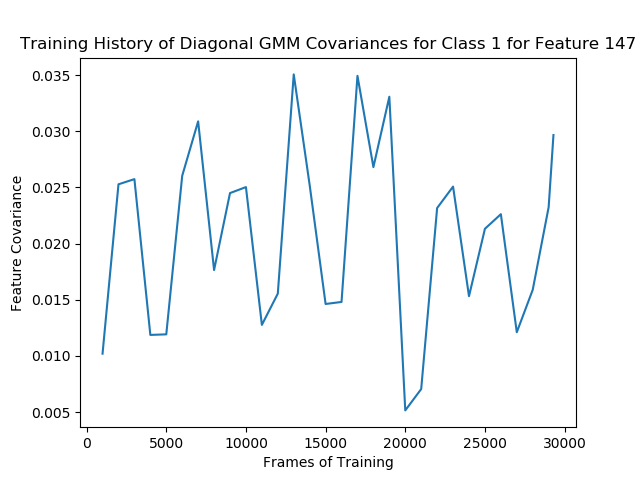 Training History of Diagonal GMM Covariances for Class 1 for Feature 147
0.035
0.030
0.025
0.020
0.015
0.010
0.005
Feature Covariance
0 5000 10000 15000 20000 25000 30000
Frames of Training